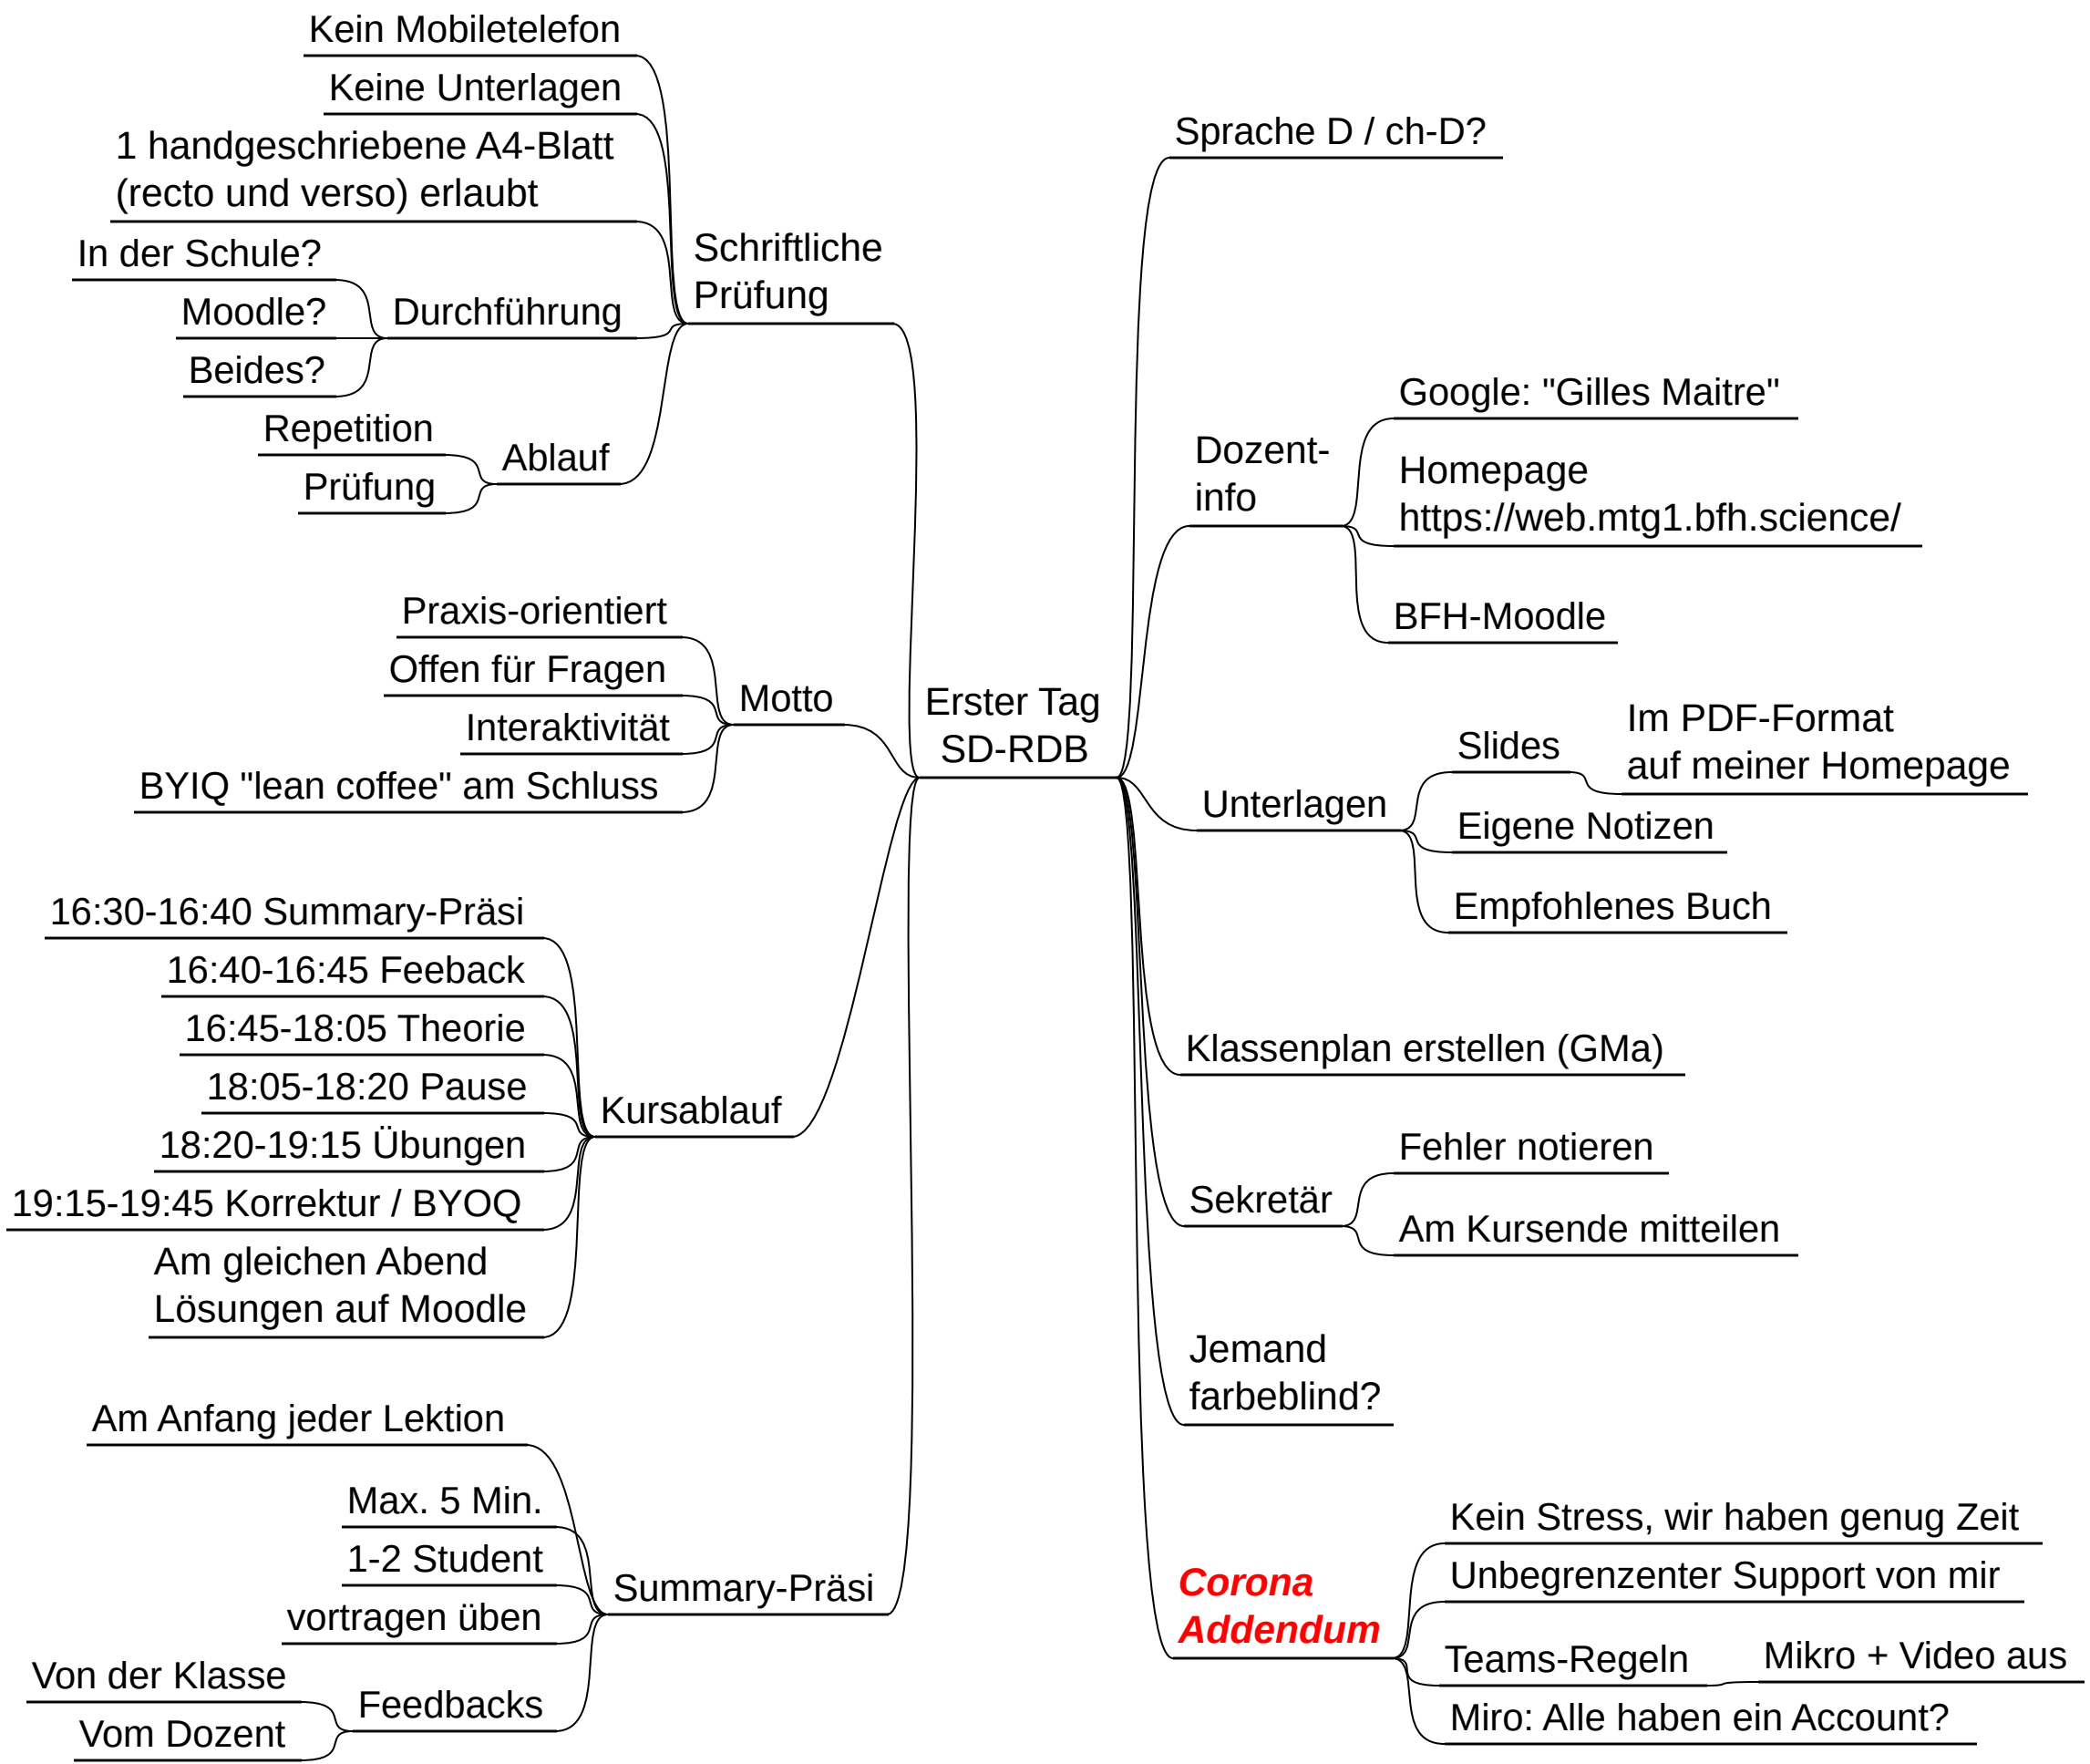 Erster Tag
SD-RDB
Schriftliche
Prüfung
Kein Mobiletelefon
Keine Unterlagen
1 handgeschriebene A4-Blatt
(recto und verso) erlaubt
Durchführung
In der Schule?
Moodle?
Beides?
Ablauf
Repetition
Prüfung
Motto
Praxis-orientiert
Offen für Fragen
Interaktivität
BYIQ "lean coffee" am Schluss
Kursablauf
16:30-16:40 Summary-Präsi
16:40-16:45 Feeback
16:45-18:05 Theorie
18:05-18:20 Pause
18:20-19:15 Übungen
19:15-19:45 Korrektur / BYOQ
Am gleichen Abend
Lösungen auf Moodle
Summary-Präsi
Am Anfang jeder Lektion
Max. 5 Min.
1-2 Student
vortragen üben
Feedbacks
Von der Klasse
Vom Dozent
Sprache D / ch-D?
Dozent-
info
Google: "Gilles Maitre"
Homepage
https://web.mtg1.bfh.science/
BFH-Moodle
Unterlagen
Slides
Im PDF-Format
auf meiner Homepage
Eigene Notizen
Empfohlenes Buch
Klassenplan erstellen (GMa)
Sekretär
Fehler notieren
Am Kursende mitteilen
Jemand
farbeblind?
Corona
Addendum
Kein Stress, wir haben genug Zeit
Unbegrenzenter Support von mir
Teams-Regeln
Mikro + Video aus
Miro: Alle haben ein Account?